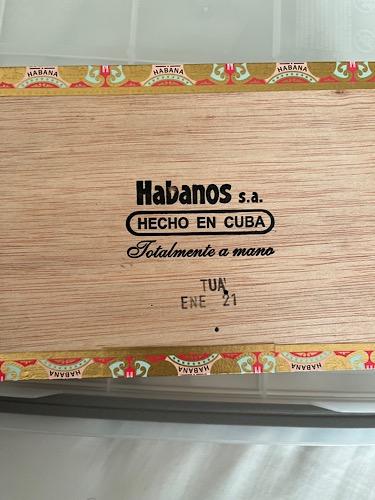 HABANA HABANA HABANA
Habanos s.a.
HECHO EN CUBA
Totalmente a mano
TUA
ENE 21
HABANA HABANA HABANA